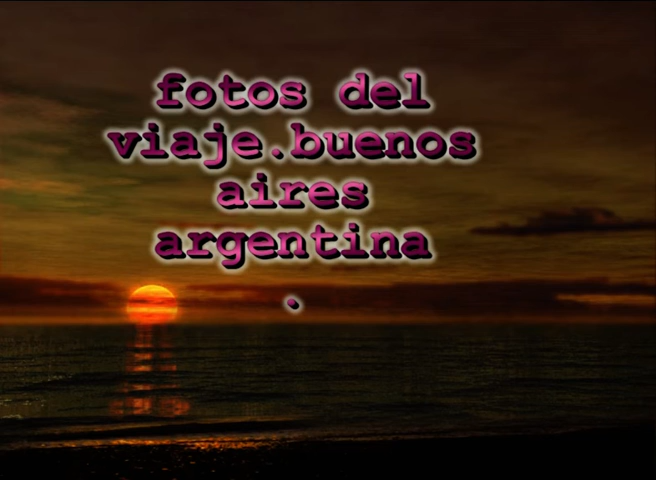 fotos del
viaje.buenos
aires
argentina
.